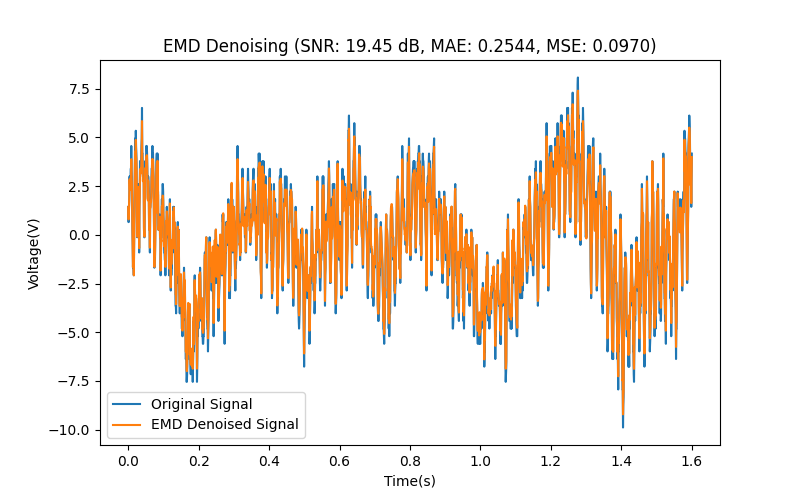 EMD Denoising (SNR: 19.45 dB, MAE: 0.2544, MSE: 0.0970)
7.5
5.0
2.5
0.0
−2.5
−5.0
−7.5
−10.0
Voltage(V)
Original Signal
EMD Denoised Signal
0.0 0.2 0.4 0.6 0.8 1.0 1.2 1.4 1.6
Time(s)